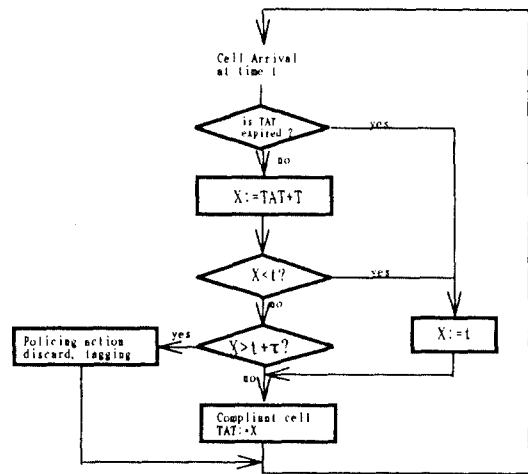 Cell Arrival
at time t
is TAT
expired ?
yes
no
X:=TAT+T
X<t?
yes
no
X>t+τ?
yes
no
X:=t
Policing action
discard, tagging
Compliant cell
TAT:=X